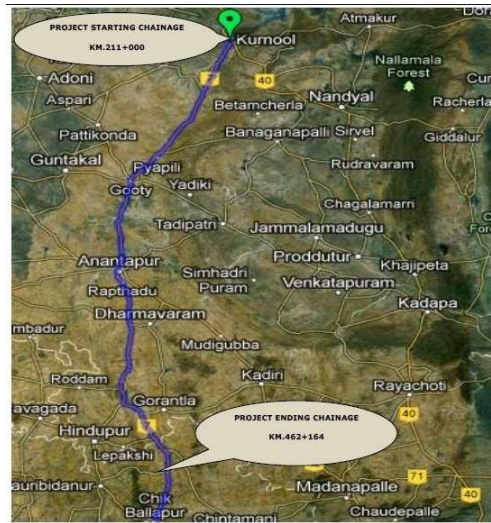 PROJECT STARTING CHAINAGE
KM.211+000
Atmakur
Kurnool
Adoni
40
Nallamala
Forest
Aspari
Betamcherla
Nandyal
Racherla
Pattikonda
Banaganapalli
Sirvel
Giddalur
Guntakal
Pyapili
Rudravaram
Gooty
Yadiki
Chagalamarri
Tadipatri
Jammalamadugu
Anantapur
Proddutur
Khajipeta
Simhadri
Puram
Venkatapuram
Rapthadu
Kadapa
Dharmavaram
mbadur
Mudigubba
Roddam
Kadiri
Rayachoti
avagada
Gorantla
PROJECT ENDING CHAINAGE
KM.462+164
40
Hindupur
7
Lepakshi
71
auribidanur
Madanapalle
40
Chik
Ballapur
Chintamani
Chaudepalle